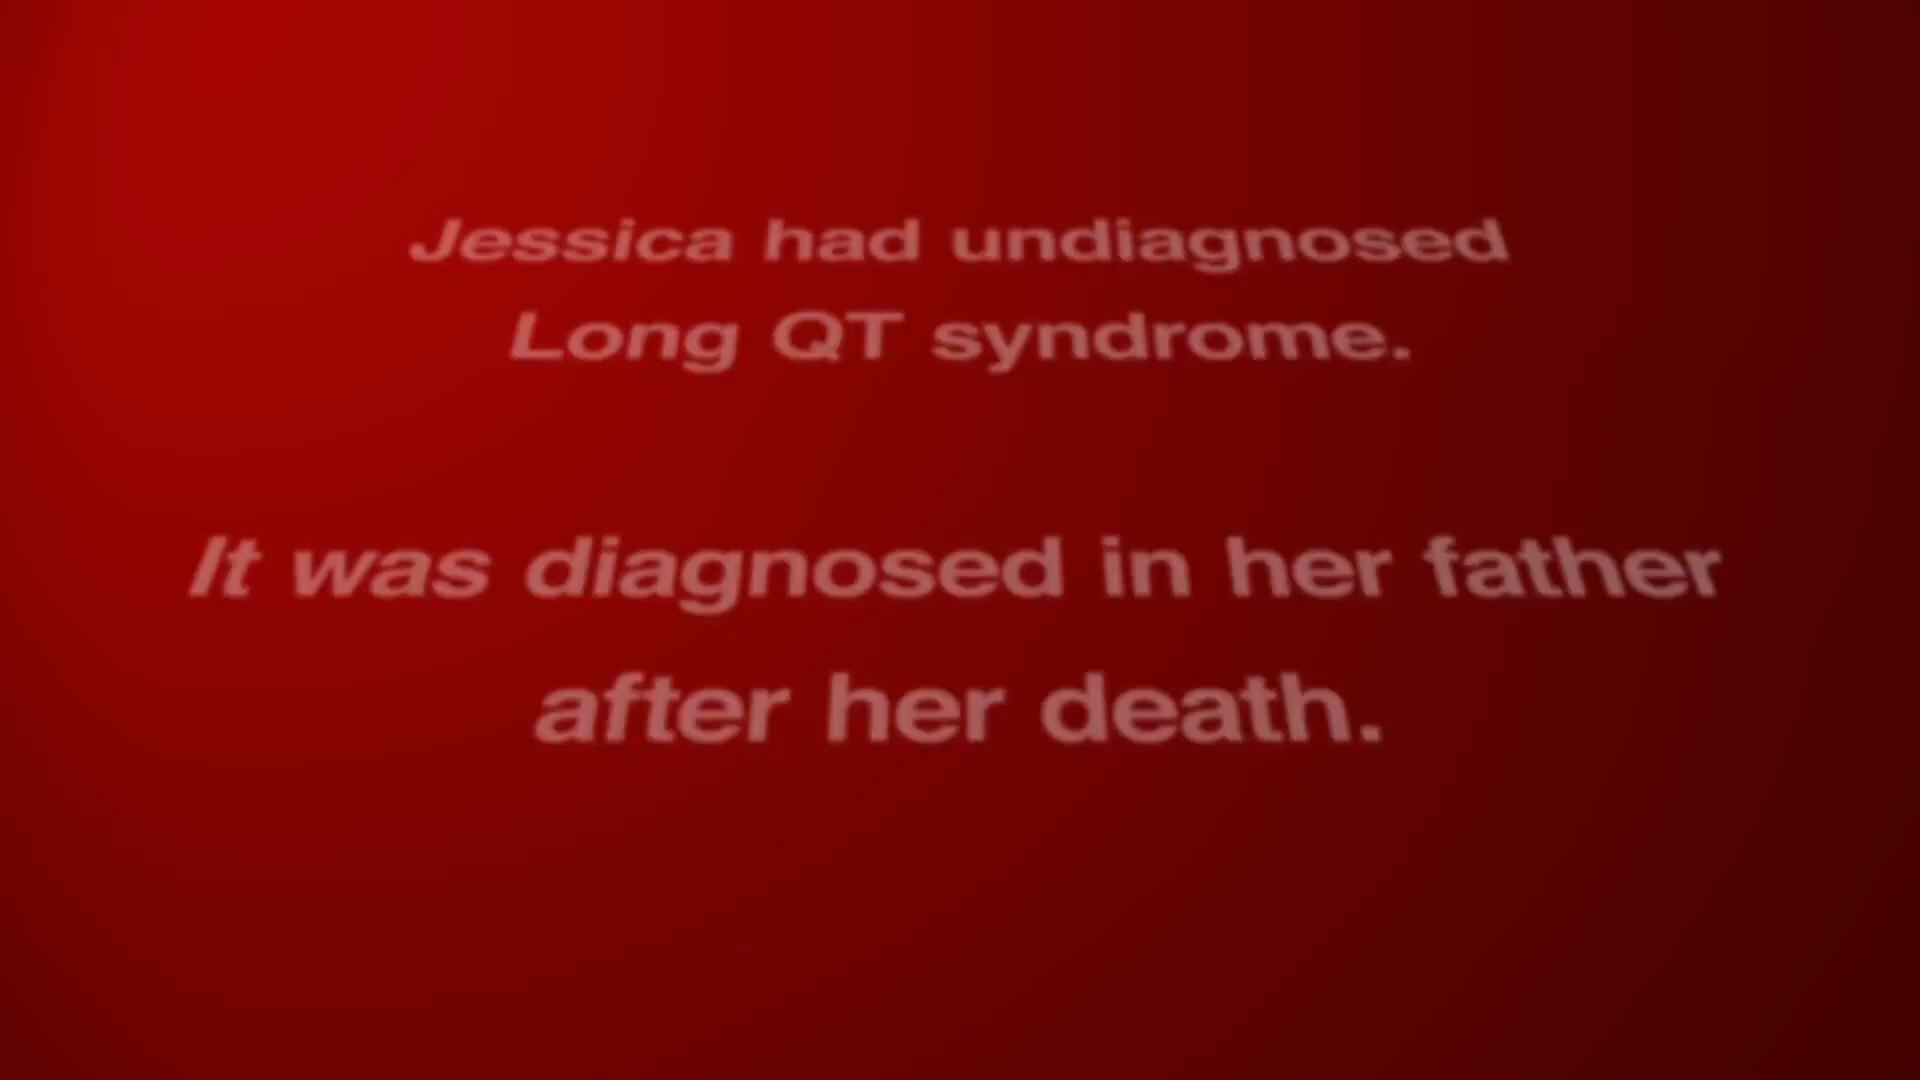 Jessica had undiagnosed
Long QT syndrome.
It was diagnosed in her father
after her death.